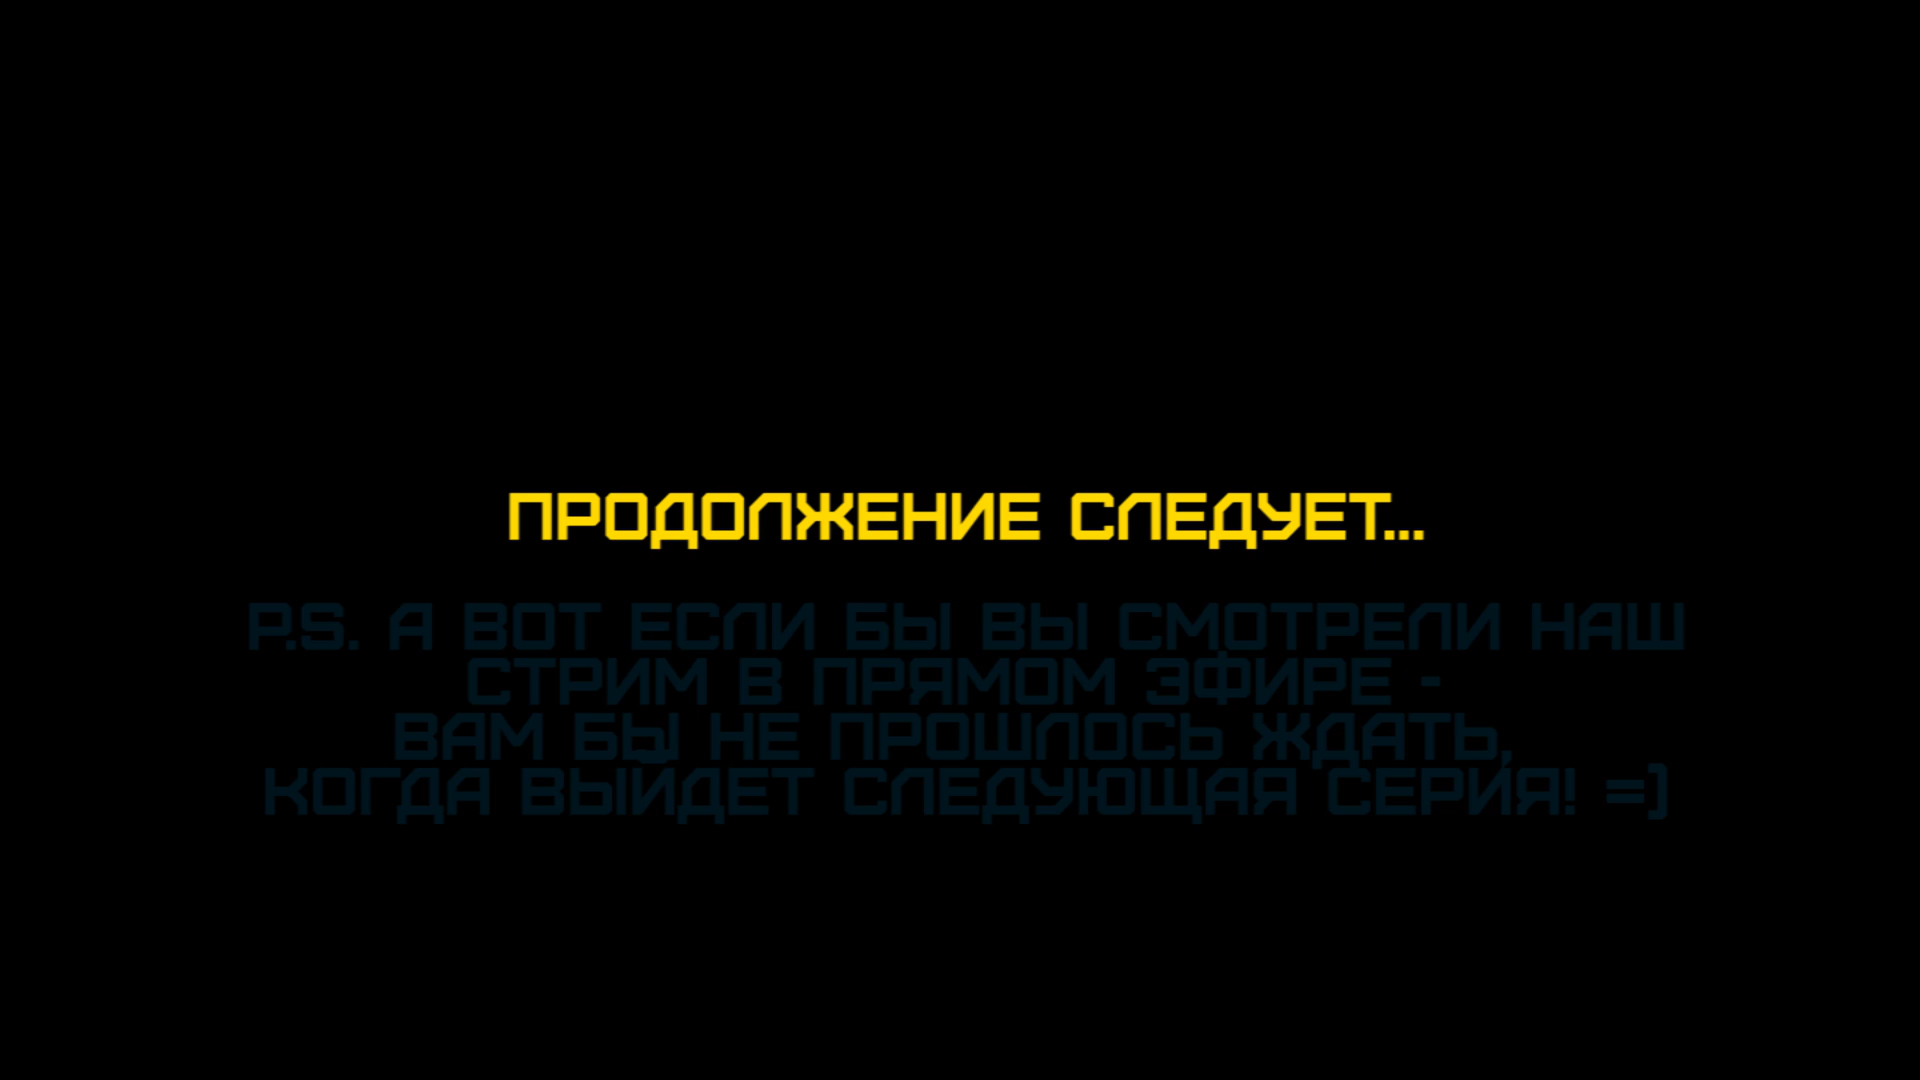 ПРОДОЛЖЕНИЕ СЛЕДУЕТ...
P.S. А ВОТ ЕСЛИ БЫ ВЫ СМОТРЕЛИ НАШ
СТРИМ В ПРЯМОМ ЭФИРЕ -
ВАМ БЫ НЕ ПРОШЛОСЬ ЖДАТЬ,
КОГДА ВЫЙДЕТ СЛЕДУЮЩАЯ СЕРИЯ! =)